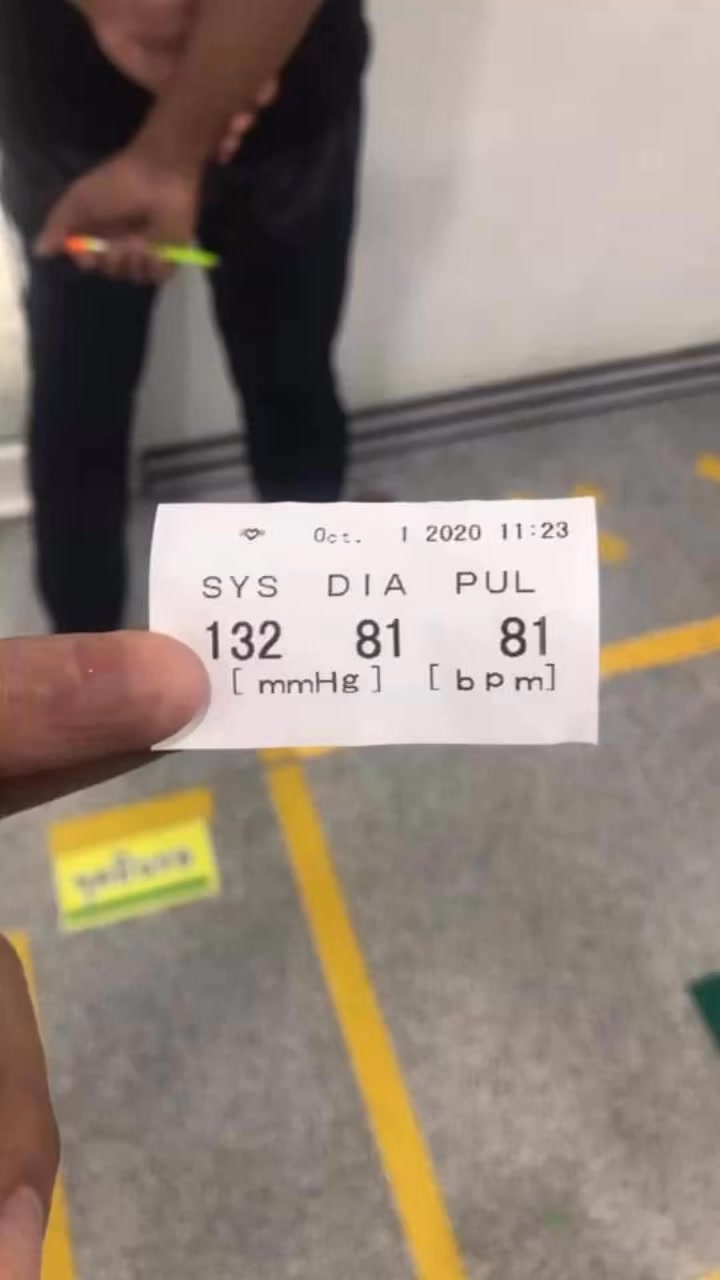 Oct. 1 2020 11:23
SYS DIA PUL
132 81 81
[ mmHg ] [ bpm]